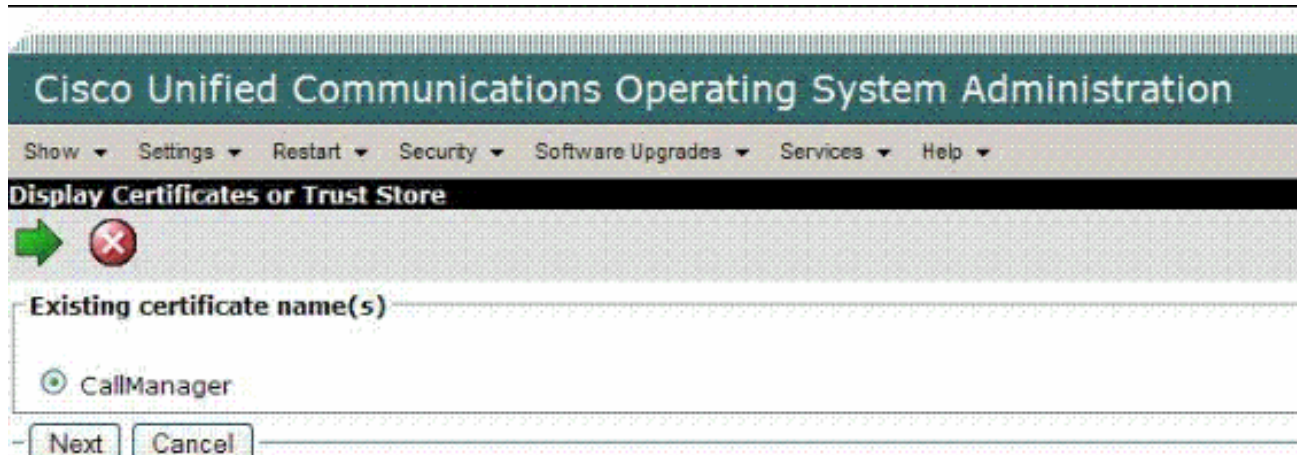 Cisco Unified Communications Operating System Administration
Show Settings Restart Security Software Upgrades Services Help
Display Certificates or Trust Store
Existing certificate name(s)
CallManager
Next Cancel